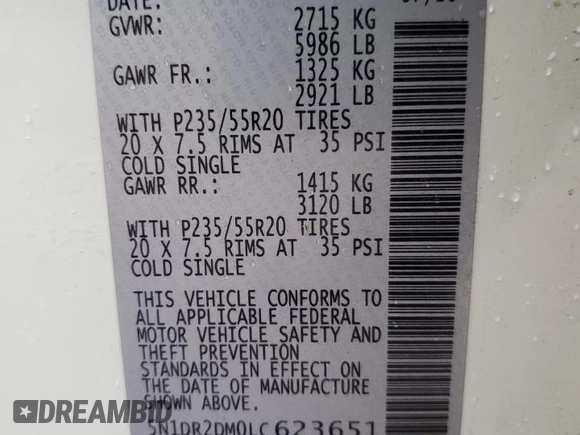 DATE:
GVWR: 2715 KG
5986 LB
GAWR FR.: 1325 KG
2921 LB
WITH P235/55R20 TIRES
20 X 7.5 RIMS AT 35 PSI
COLD SINGLE
GAWR RR.: 1415 KG
3120 LB
WITH P235/55R20 TIRES
20 X 7.5 RIMS AT 35 PSI
COLD SINGLE
THIS VEHICLE CONFORMS TO
ALL APPLICABLE FEDERAL
MOTOR VEHICLE SAFETY AND
THEFT PREVENTION
STANDARDS IN EFFECT ON
THE DATE OF MANUFACTURE
5N1DR2DM0LC623651
DREAMBID